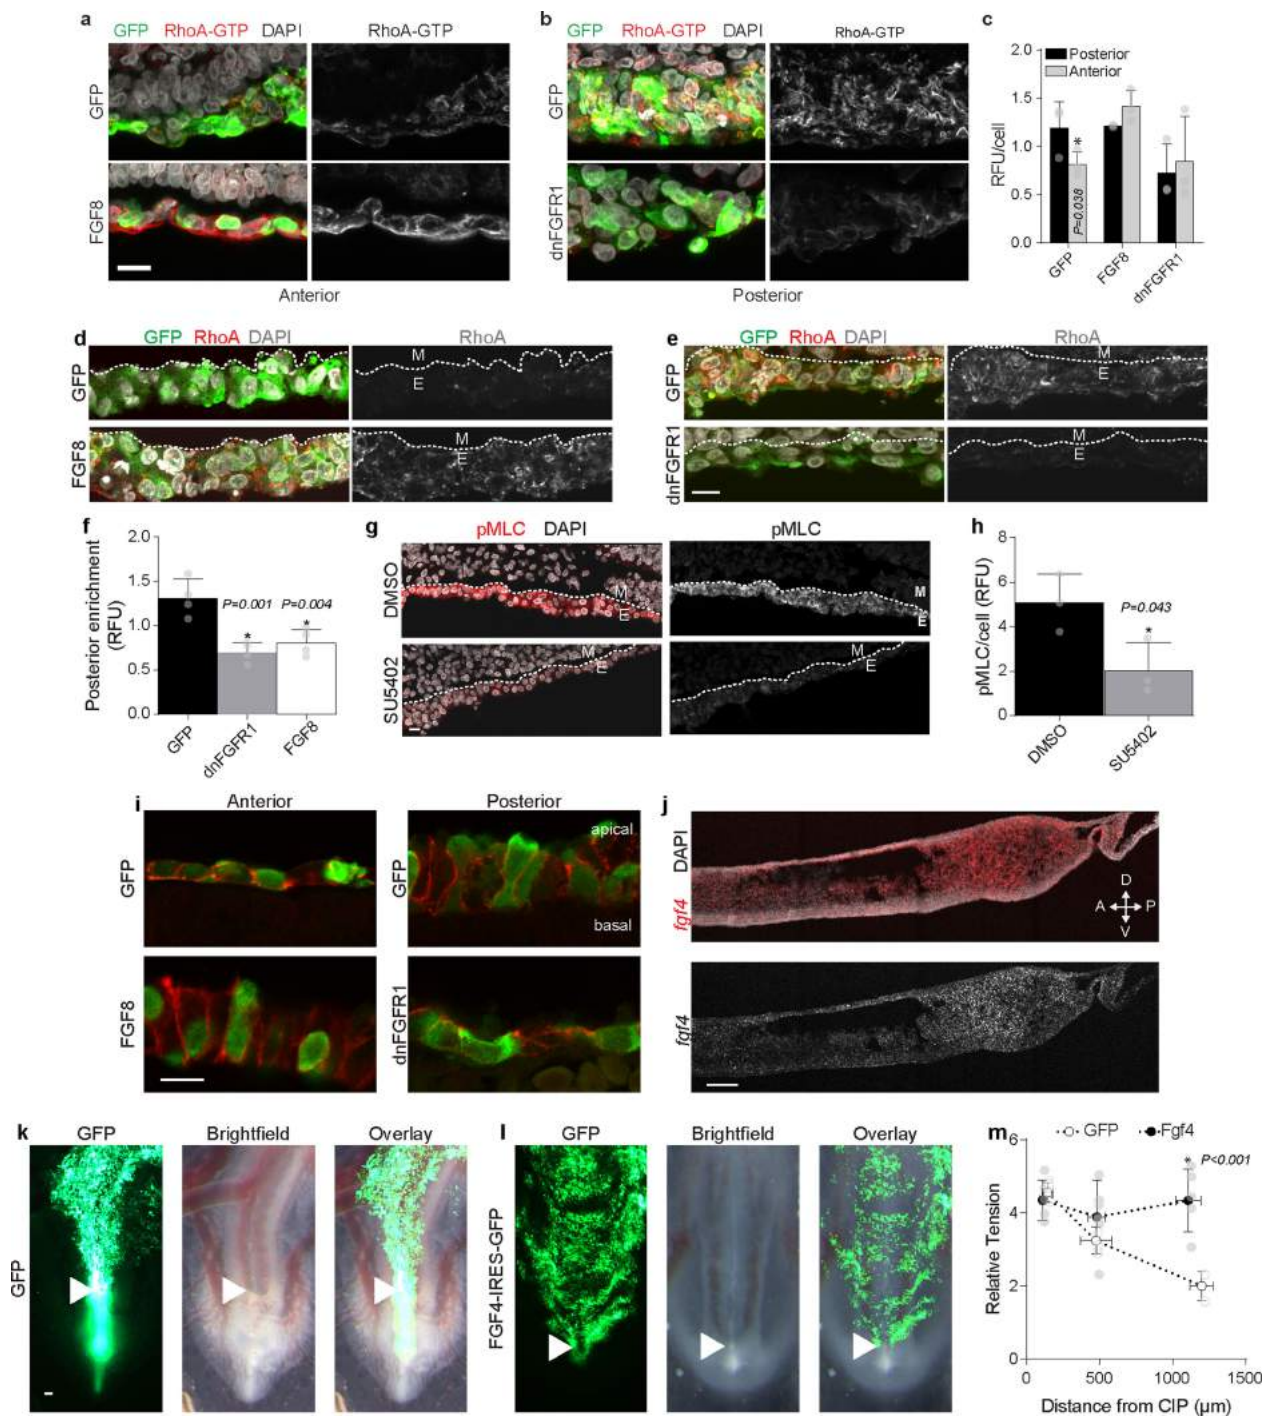 a GFP RhoA-GTP DAPI RhoA-GTP
GFP
FGF8
Anterior
b GFP RhoA-GTP DAPI RhoA-GTP
GFP
dnFGFR1
Posterior
c
2.0
1.5
1.0
0.5
0.0
RFU/cell
Posterior
Anterior
*
P=0.038
GFP
FGF8
dnFGFR1
d GFP RhoA DAPI RhoA
GFP
M
E
FGF8
M
E
e GFP RhoA DAPI RhoA
GFP
M
E
M
E
dnFGFR1
M
E
M
E
f
2.0
1.5
1.0
0.5
0.0
Posterior enrichment
(RFU)
P=0.001 P=0.004
* *
GFP
dnFGFR1
FGF8
g pMLC DAPI pMLC
DMSO
M
E
M
E
SU5402
M
E
M
E
h
8
6
4
2
0
pMLC/cell (RFU)
P=0.043
*
DMSO
SU5402
i Anterior Posterior
GFP
GFP
apical
basal
FGF8
dnFGFR1
j
fgf4 DAPI
D
A P
V
fgf4
k GFP Brightfield Overlay
GFP
l GFP Brightfield Overlay
FGF4-IRES-GFP
m
GFP Fgf4
6
4
2
0
Relative Tension
* P<0.001
0 500 1000 1500
Distance from CIP (µm)